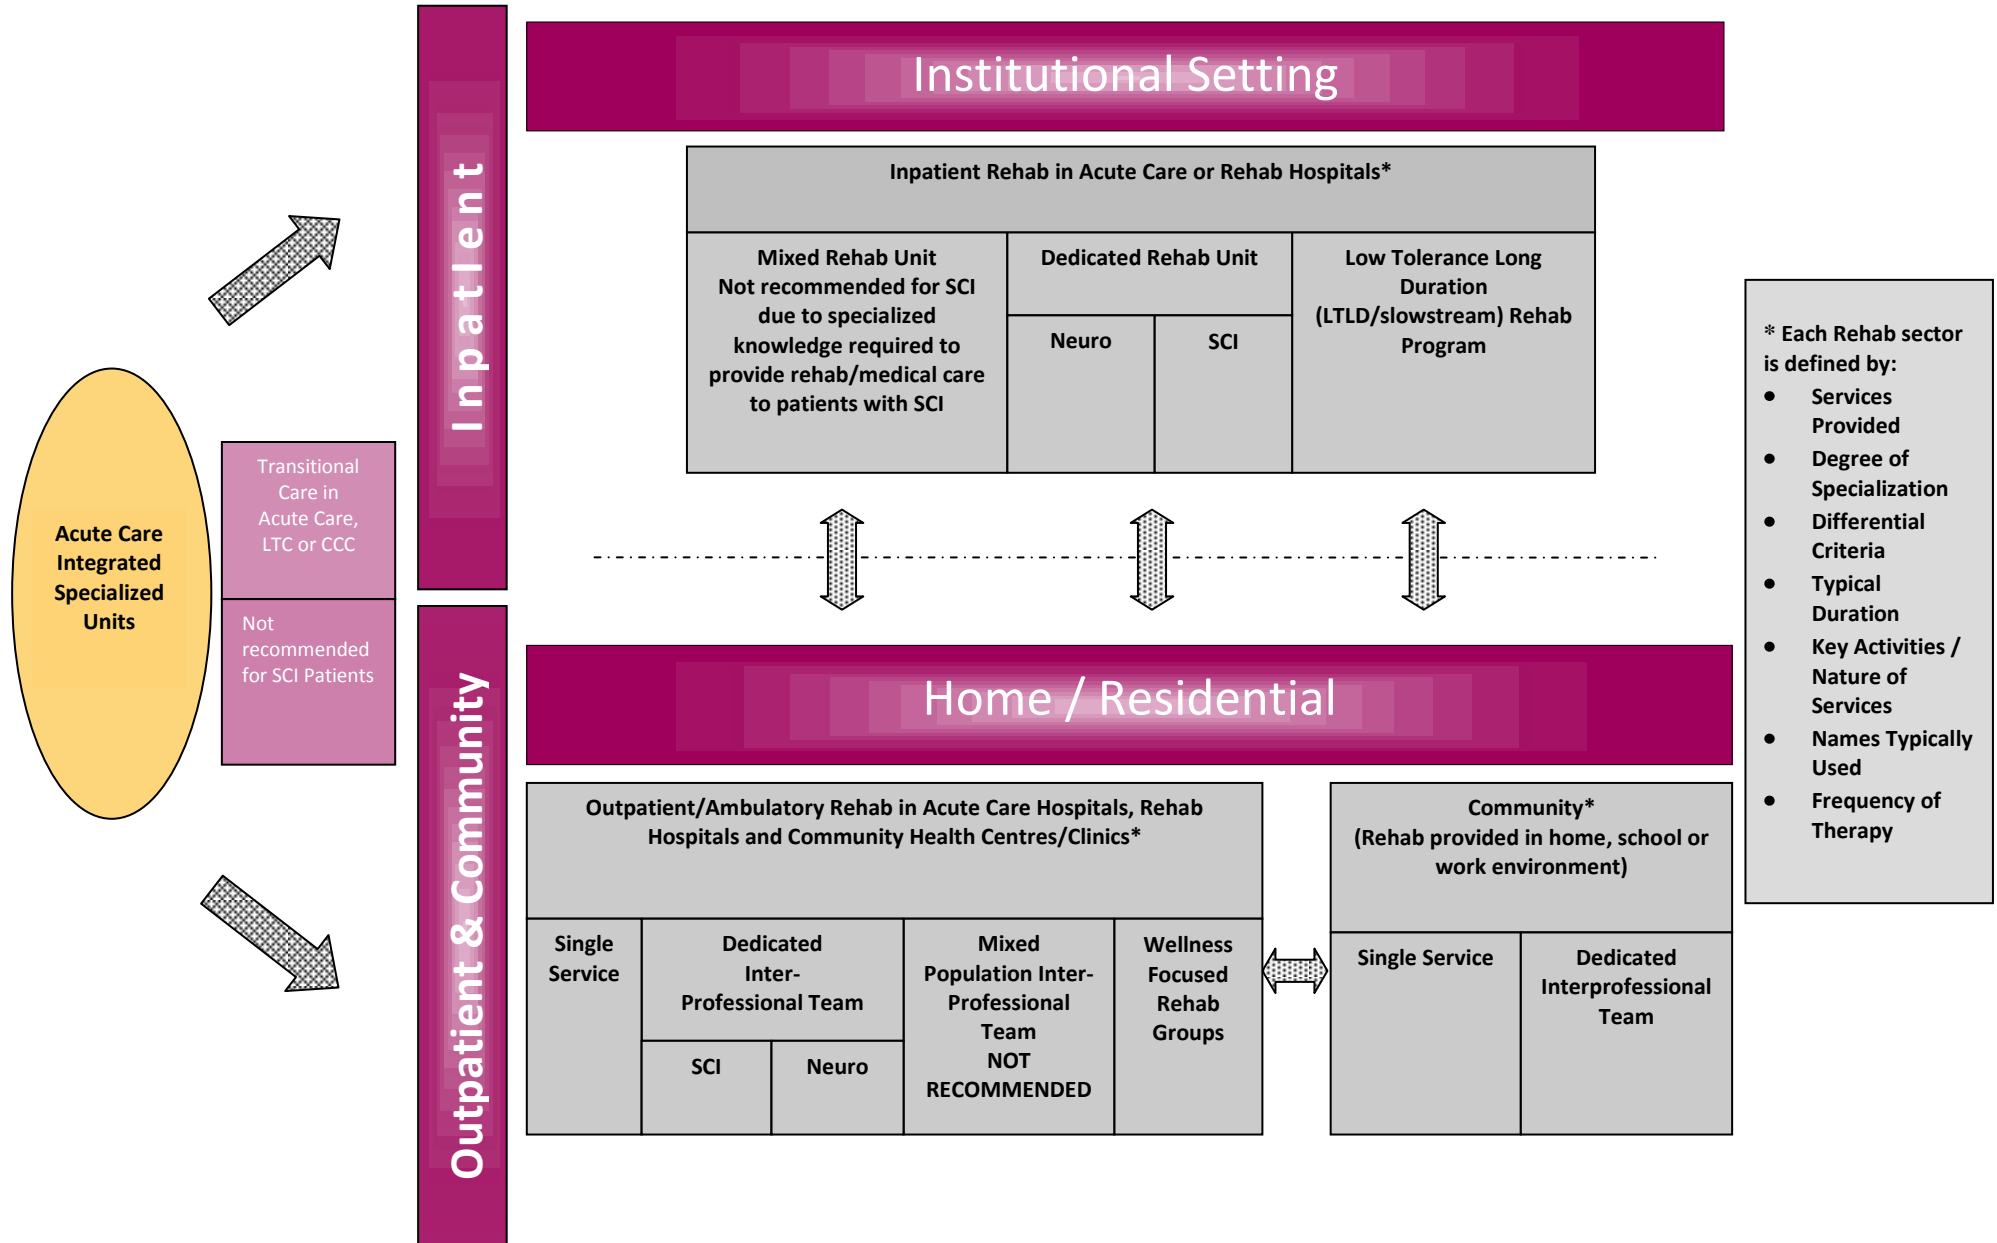 Institutional Setting
Inpatient
Inpatient Rehab in Acute Care or Rehab Hospitals*
Mixed Rehab Unit
Not recommended for SCI
due to specialized
knowledge required to
provide rehab/medical care
to patients with SCI
Dedicated Rehab Unit
Neuro
SCI
Low Tolerance Long
Duration
(LTLD/slowstream) Rehab
Program
Acute Care
Integrated
Specialized
Units
Transitional
Care in
Acute Care,
LTC or CCC
Not
recommended
for SCI Patients
Outpatient & Community
Home / Residential
Outpatient/Ambulatory Rehab in Acute Care Hospitals, Rehab
Hospitals and Community Health Centres/Clinics*
Single
Service
Dedicated
Inter-
Professional Team
SCI
Neuro
Mixed
Population Inter-
Professional
Team
NOT
RECOMMENDED
Wellness
Focused
Rehab
Groups
Community*
(Rehab provided in home, school or
work environment)
Single Service
Dedicated
Interprofessional
Team
* Each Rehab sector
is defined by:
• Services
Provided
• Degree of
Specialization
• Differential
Criteria
• Typical
Duration
• Key Activities /
Nature of
Services
• Names Typically
Used
• Frequency of
Therapy